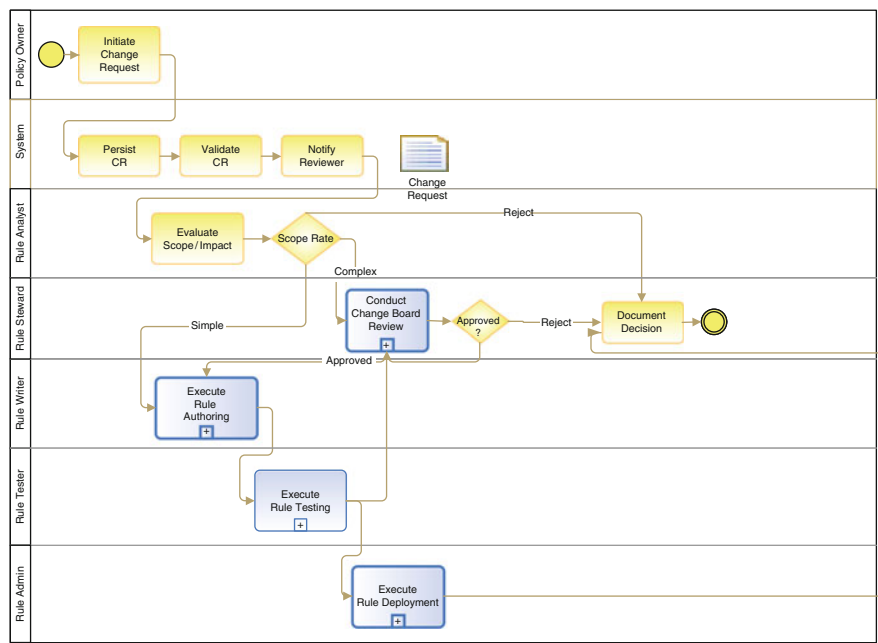 Policy Owner
Initiate
Change
Request
System
Persist
CR
Validate
CR
Notify
Reviewer
Change
Request
Rule Analyst
Evaluate
Scope/Impact
Scope Rate
Reject
Complex
Rule Steward
Simple
Conduct
Change Board
Review
+
Approved
?
Reject
Document
Decision
Approved
Rule Writer
Execute
Rule
Authoring
+
Rule Tester
Execute
Rule Testing
+
Rule Admin
Execute
Rule Deployment
+